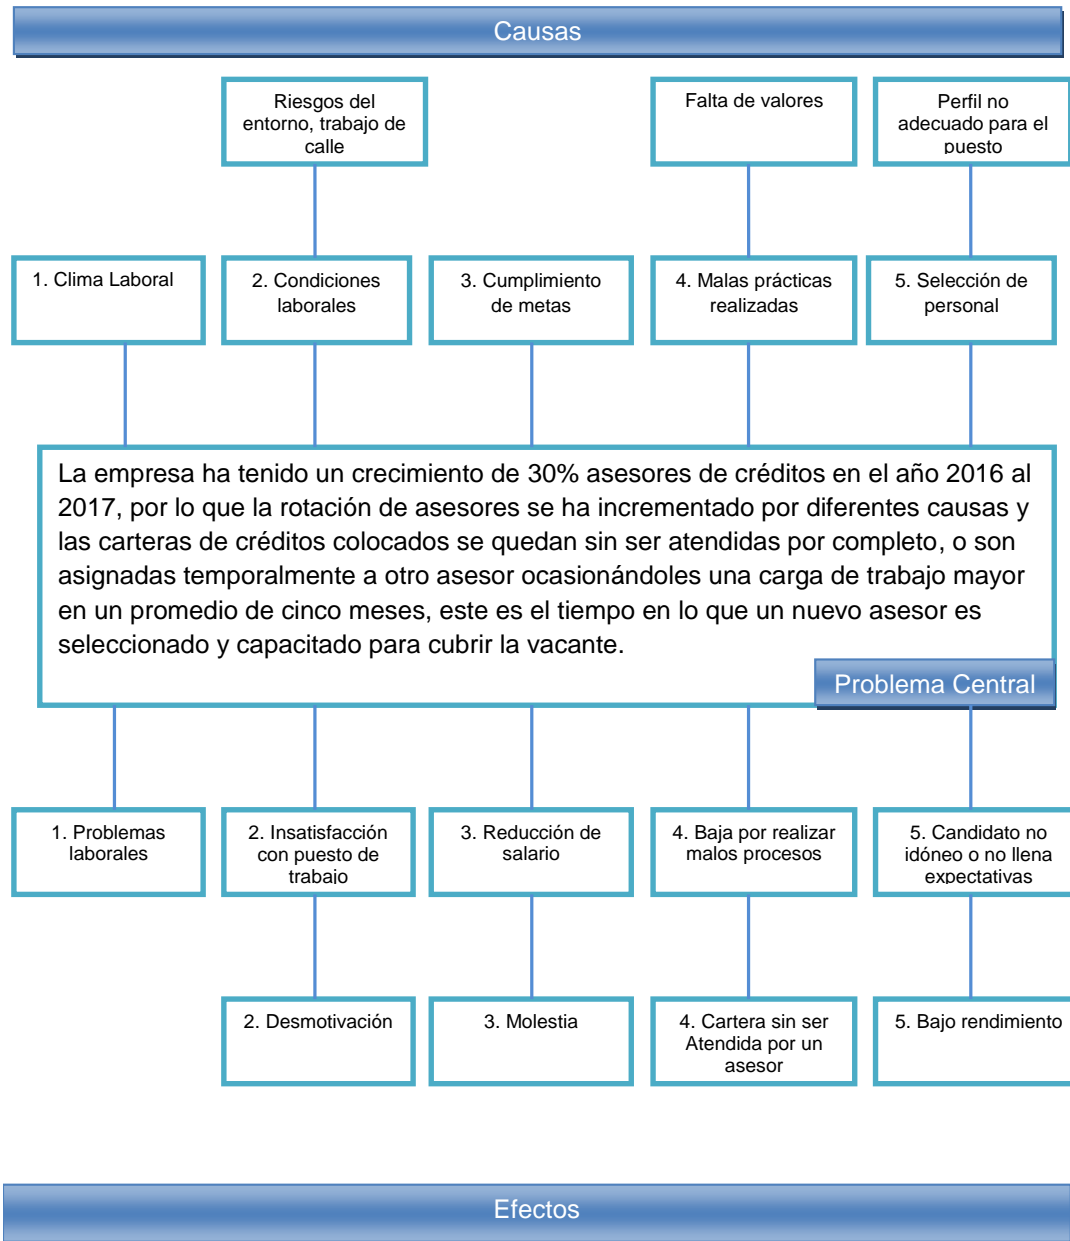 Causas
Riesgos del
entorno, trabajo de
calle
Falta de valores
Perfil no
adecuado para el
puesto
1. Clima Laboral
2. Condiciones
laborales
3. Cumplimiento
de metas
4. Malas prácticas
realizadas
5. Selección de
personal
La empresa ha tenido un crecimiento de 30% asesores de créditos en el año 2016 al
2017, por lo que la rotación de asesores se ha incrementado por diferentes causas y
las carteras de créditos colocados se quedan sin ser atendidas por completo, o son
asignadas temporalmente a otro asesor ocasionándoles una carga de trabajo mayor
en un promedio de cinco meses, este es el tiempo en lo que un nuevo asesor es
seleccionado y capacitado para cubrir la vacante.
Problema Central
1. Problemas
laborales
2. Insatisfacción
con puesto de
trabajo
3. Reducción de
salario
4. Baja por realizar
malos procesos
5. Candidato no
idóneo o no llena
expectativas
2. Desmotivación
3. Molestia
4. Cartera sin ser
Atendida por un
asesor
5. Bajo rendimiento
Efectos